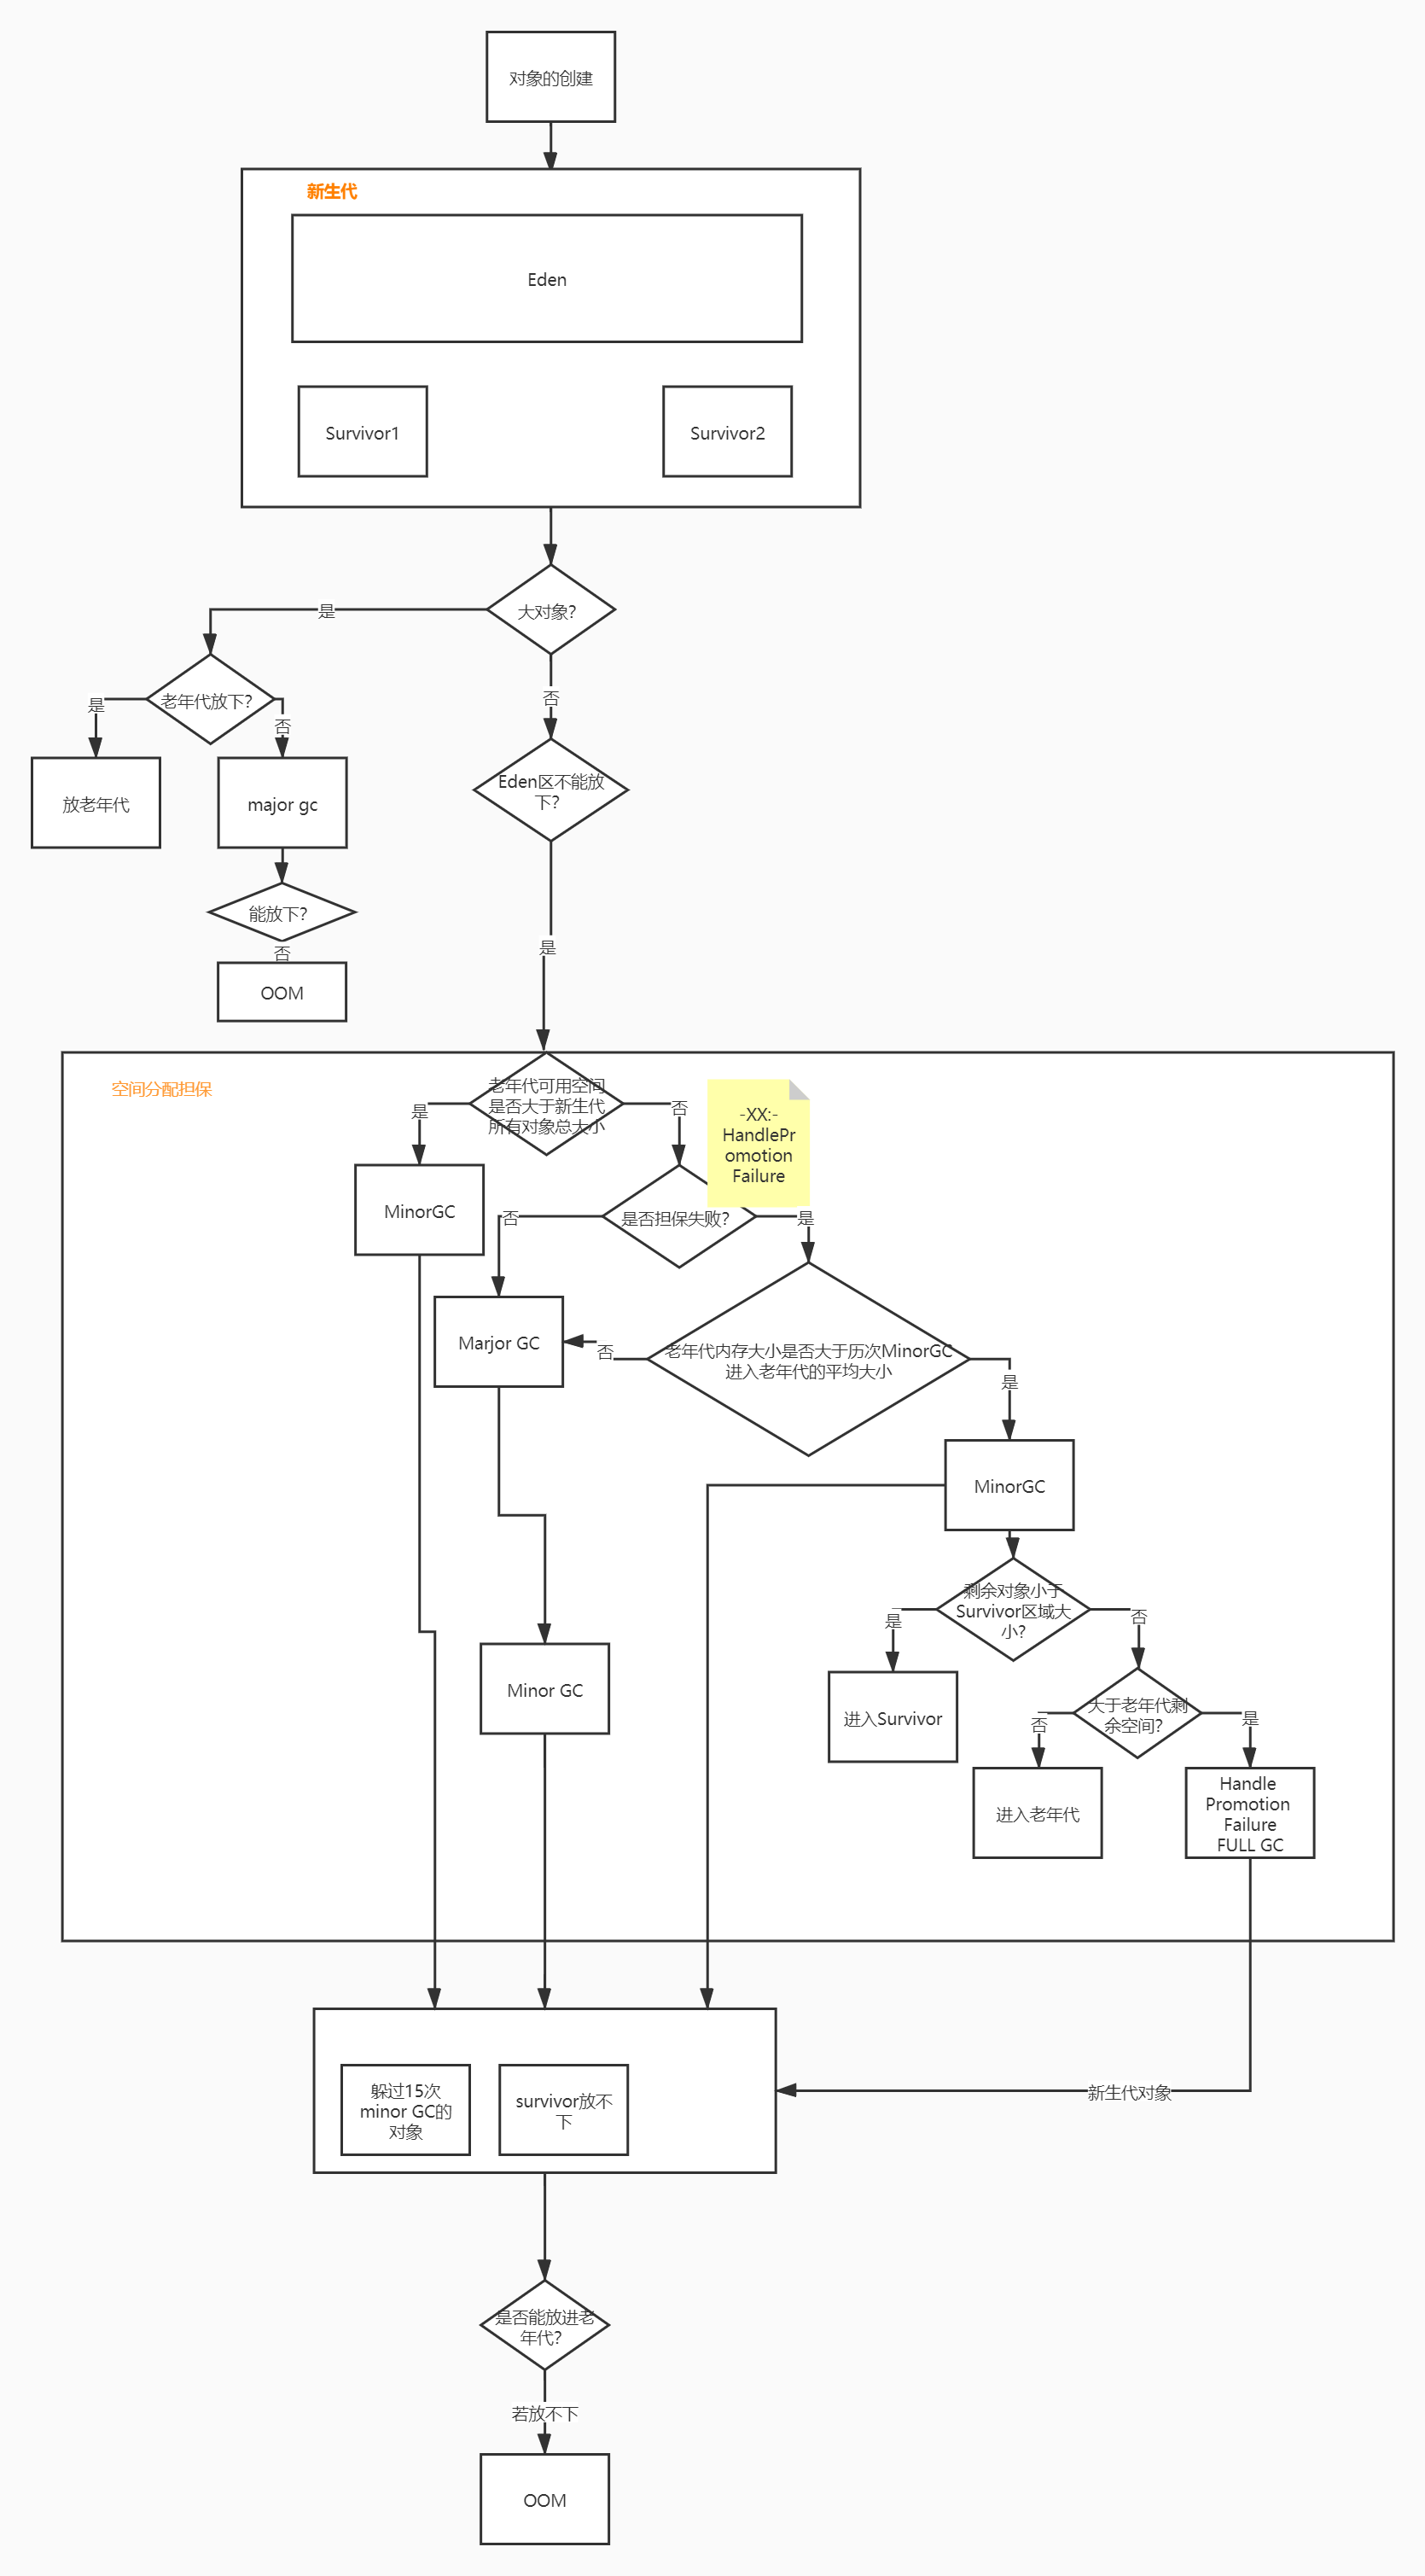 对象的创建
新生代
Eden
Survivor1
Survivor2
大对象?
是
否
老年代放下?
是
否
放老年代
major gc
能放下?
否
OOM
Eden区不能放
下?
是
空间分配担保
老年代可用空间
是否大于新生代
所有对象总大小
是
否
-XX:-
HandlePr
omotion
Failure
MinorGC
是否担保失败?
否
是
Marjor GC
老年代内存大小是否大于历次MinorGC
进入老年代的平均大小
否
是
MinorGC
剩余对象小于
Survivor区域大
小?
是
否
Minor GC
进入Survivor
大于老年代剩
余空间?
否
是
进入老年代
Handle
Promotion
Failure
FULL GC
躲过15次
minor GC的
对象
survivor放不
下
新生代对象
是否能放进老
年代?
若放不下
OOM